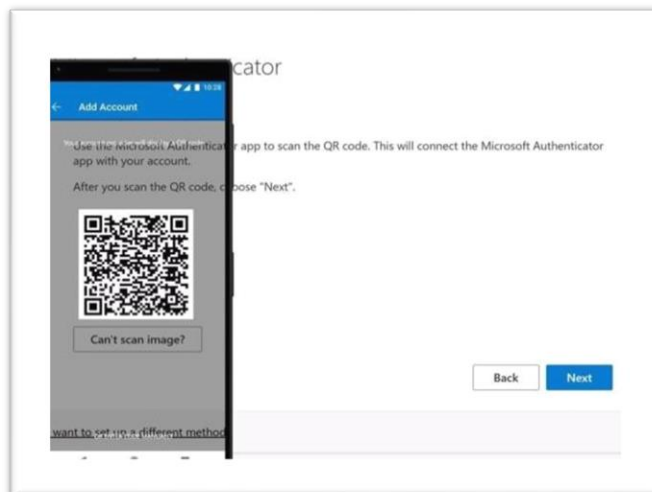 cator
10:28
Add Account
Use the Microsoft Authenticator app to scan the QR code. This will connect the Microsoft Authenticator
app with your account.
After you scan the QR code, choose "Next".
Can't scan image?
Back
Next
want to set up a different method